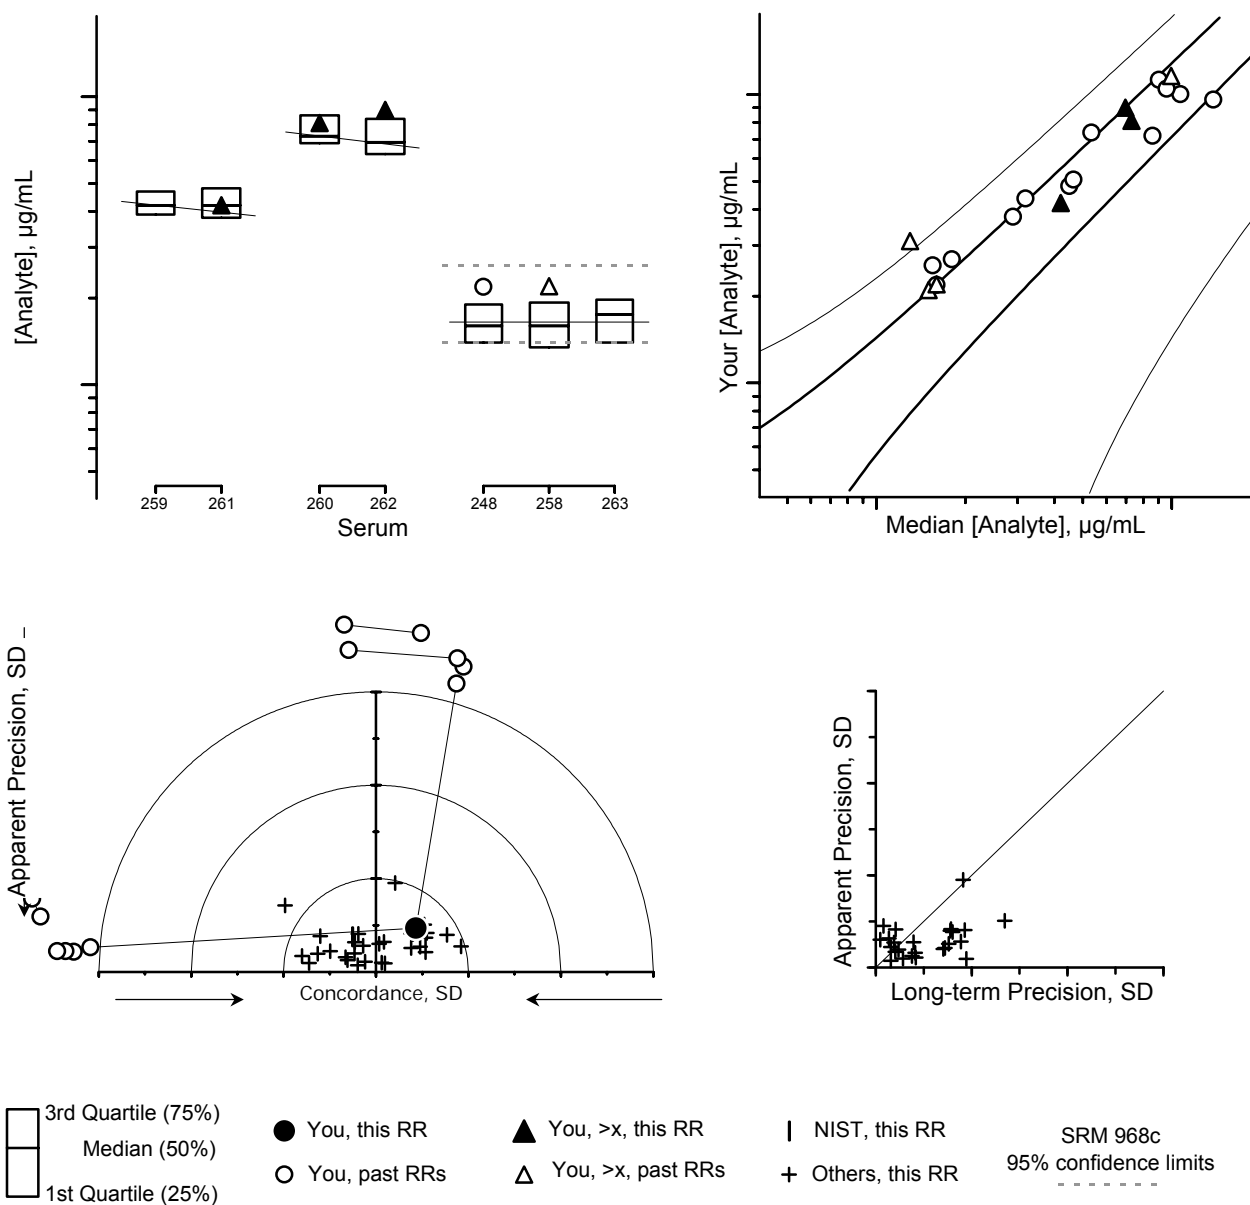 [Analyte], µg/mL
259
261
260
262
248
258
263
Serum
Your [Analyte], µg/mL
Median [Analyte], µg/mL
Apparent Precision, SD _
Concordance, SD
Apparent Precision, SD
Long-term Precision, SD
3rd Quartile (75%)
Median (50%)
1st Quartile (25%)
You, this RR
You, past RRs
You, >x, this RR
You, >x, past RRs
NIST, this RR
Others, this RR
SRM 968c
95% confidence limits